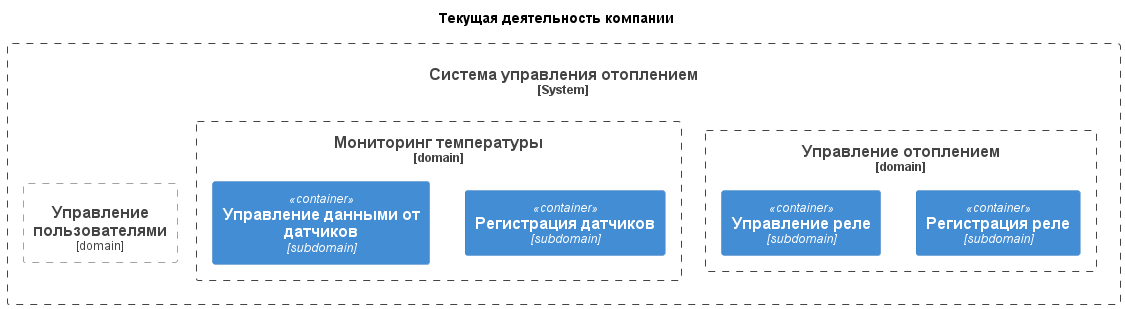 Текущая деятельность компании
Система управления отоплением
[System]
Мониторинг температуры
[domain]
Управление отоплением
[domain]
Управление
пользователями
[domain]
«container»
Управление данными от
датчиков
[subdomain]
«container»
Регистрация датчиков
[subdomain]
«container»
Управление реле
[subdomain]
«container»
Регистрация реле
[subdomain]